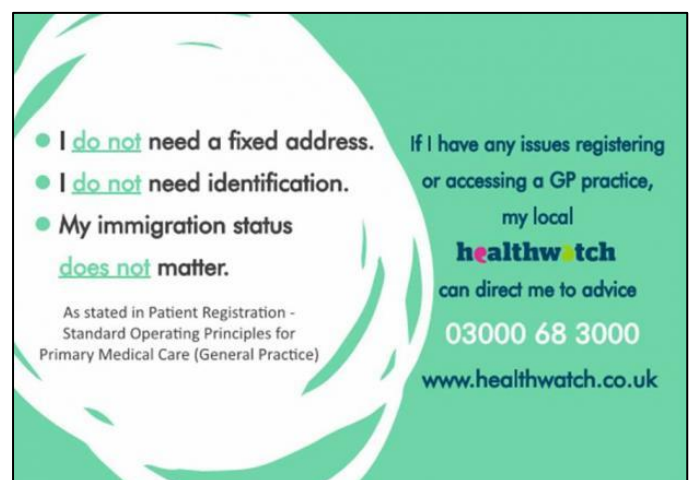 I do not need a fixed address.
I do not need identification.
My immigration status
does not matter.
As stated in Patient Registration -
Standard Operating Principles for
Primary Medical Care (General Practice)
If I have any issues registering
or accessing a GP practice,
my local
healthwatch
can direct me to advice
03000 68 3000
www.healthwatch.co.uk